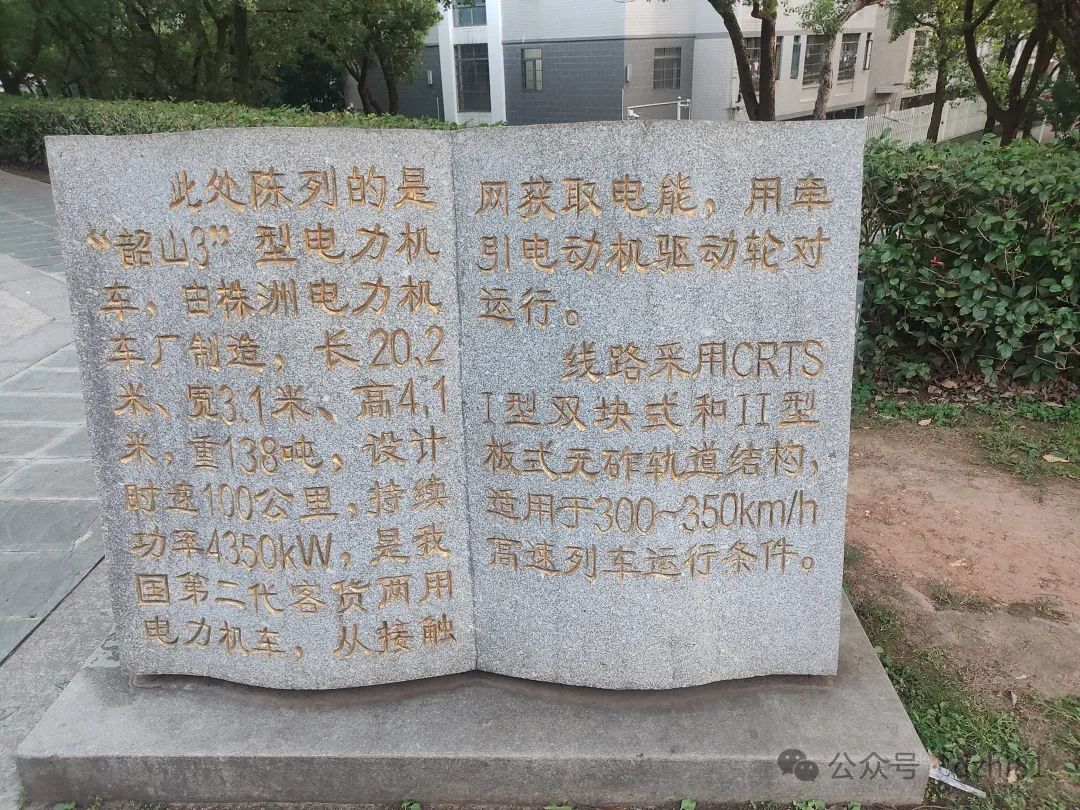 此处陈列的是
“韶山3”型电力机
车，由株洲电力机
车厂制造，长20.2
米、宽3.1米、高4.1
米，重138吨，设计
时速100公里，持续
功率4350kW，是我
国第二代客货两用
电力机车，从接触
网获取电能，用牵
引电动机驱动轮对
运行。
线路采用CRTS
I型双块式和II型
板式无砟轨道结构，
适用于300~350km/h
高速列车运行条件。
公众号